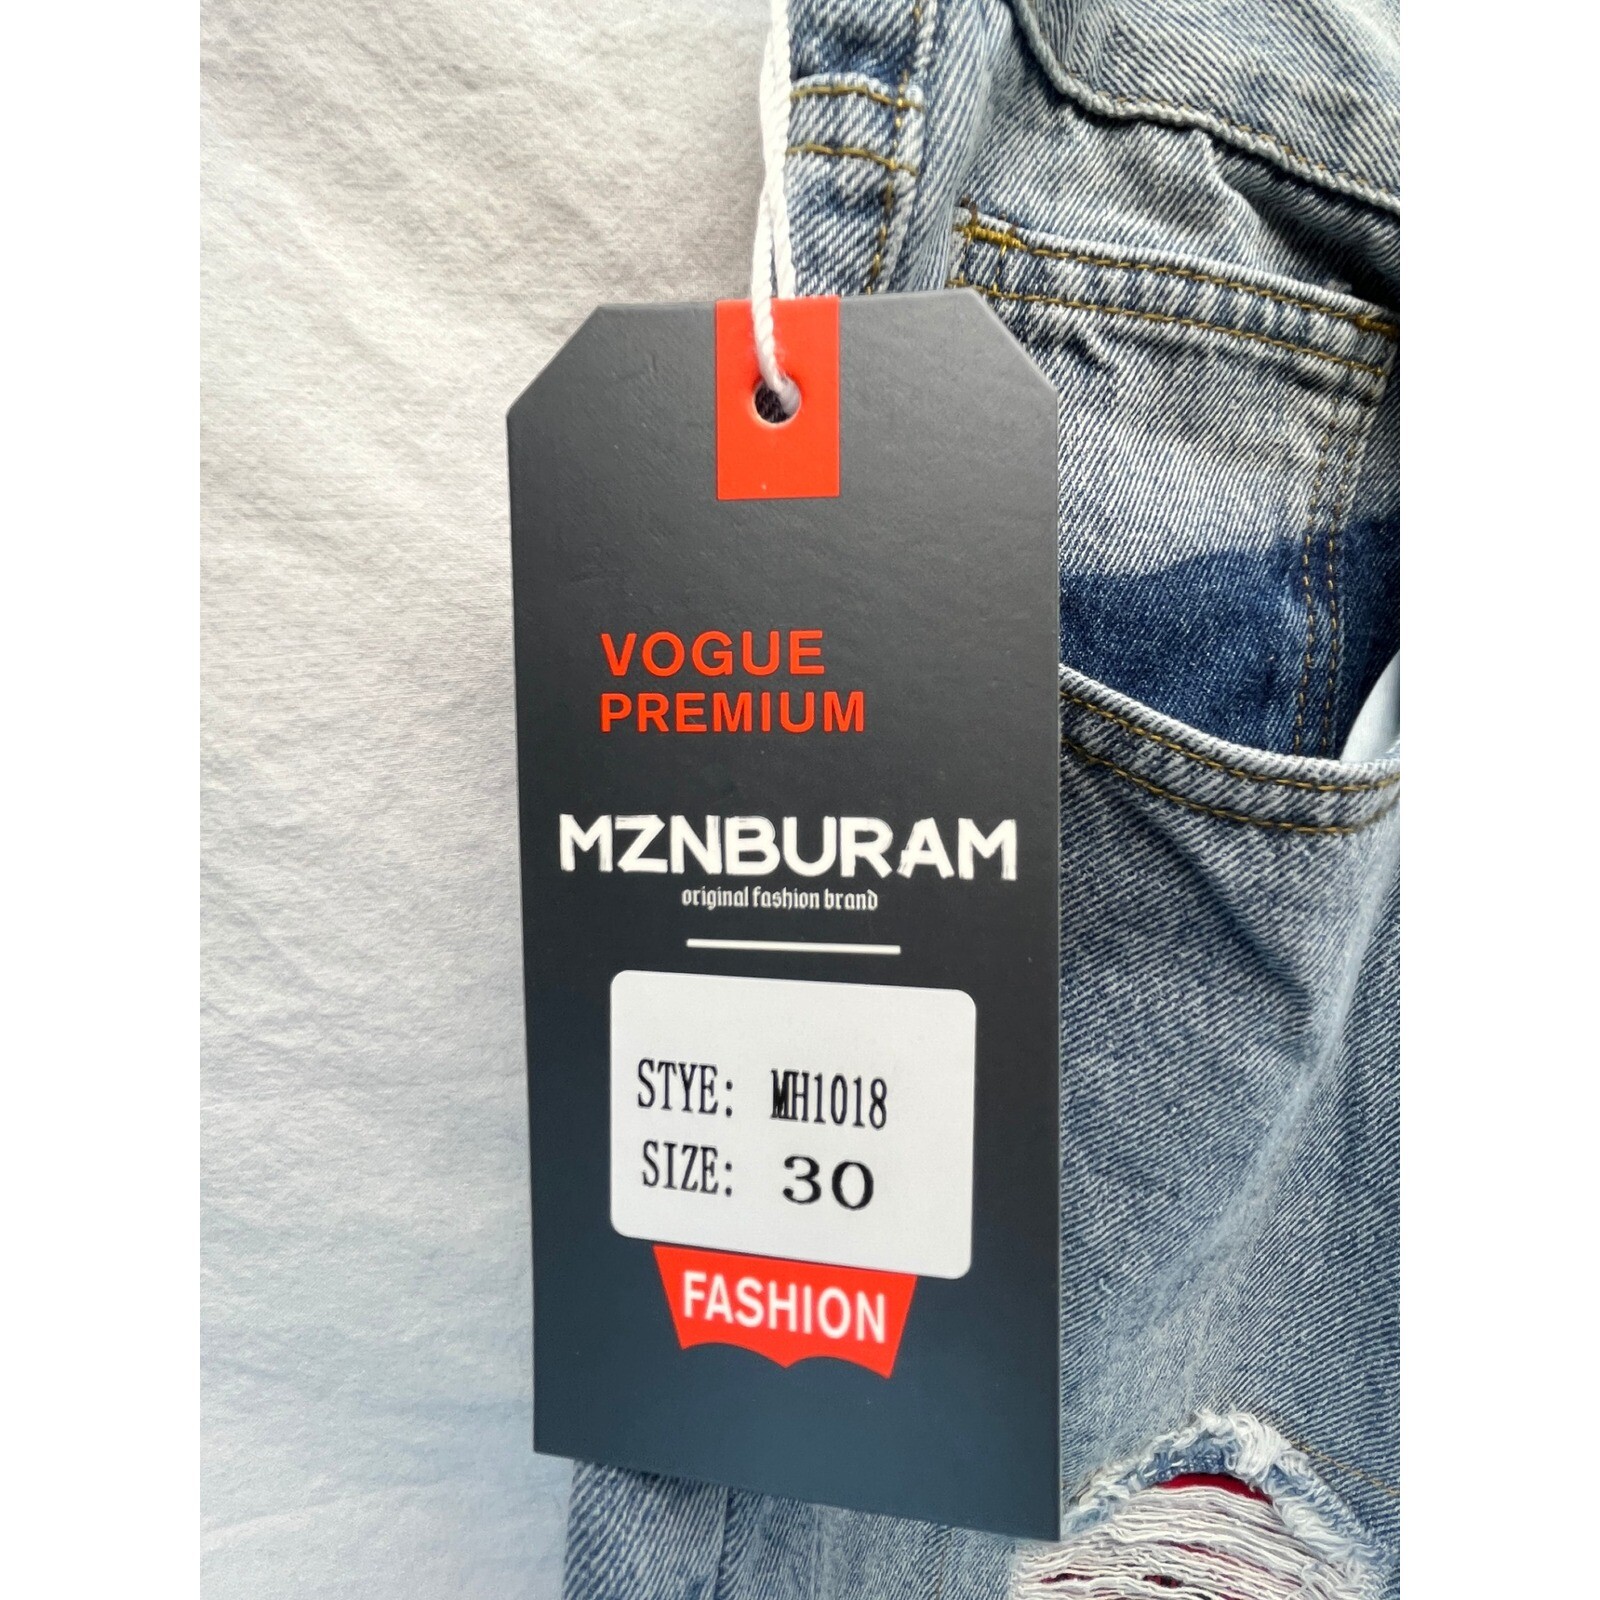 VOGUE
PREMIUM
MZNBURAM
original fashion brand
STYE: MH1018
SIZE: 30
FASHION